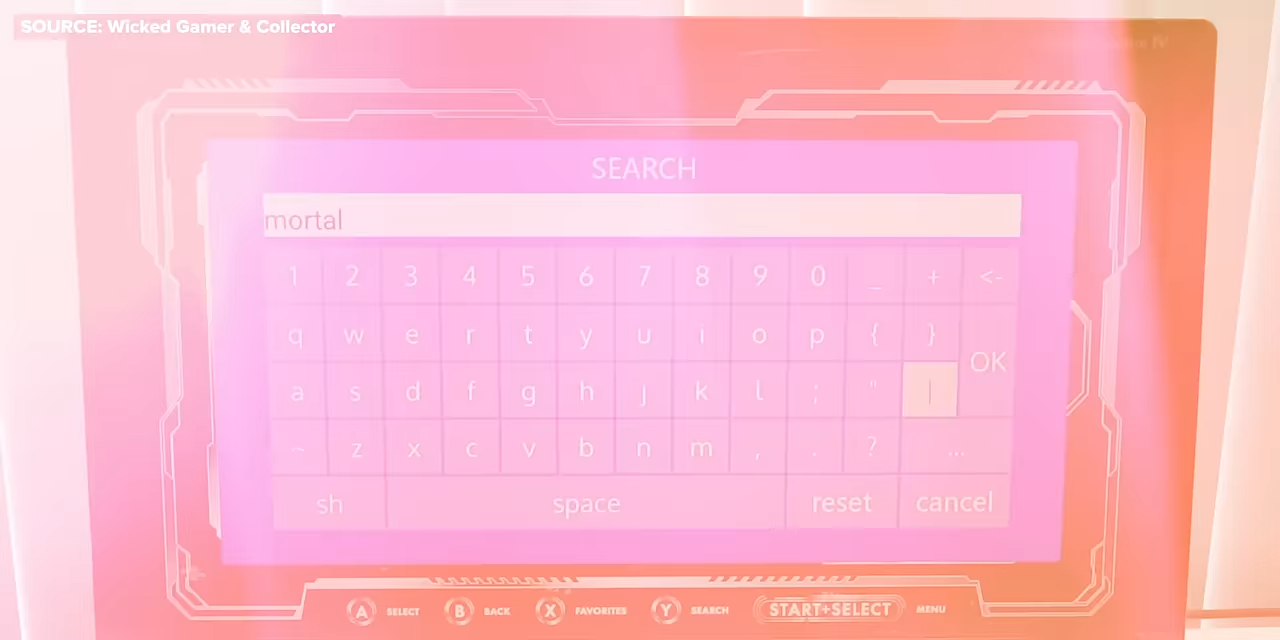 SOURCE: Wicked Gamer & Collector
SEARCH
mortal
1 2 3 4 5 6 7 8 9 0 _ + <-
q w e r t y u i o p { }
OK
a s d f g h j k l ; " |
~ z x c v b n m , . ? ...
sh space reset cancel
A SELECT B BACK X FAVORITES Y SEARCH START+SELECT MENU